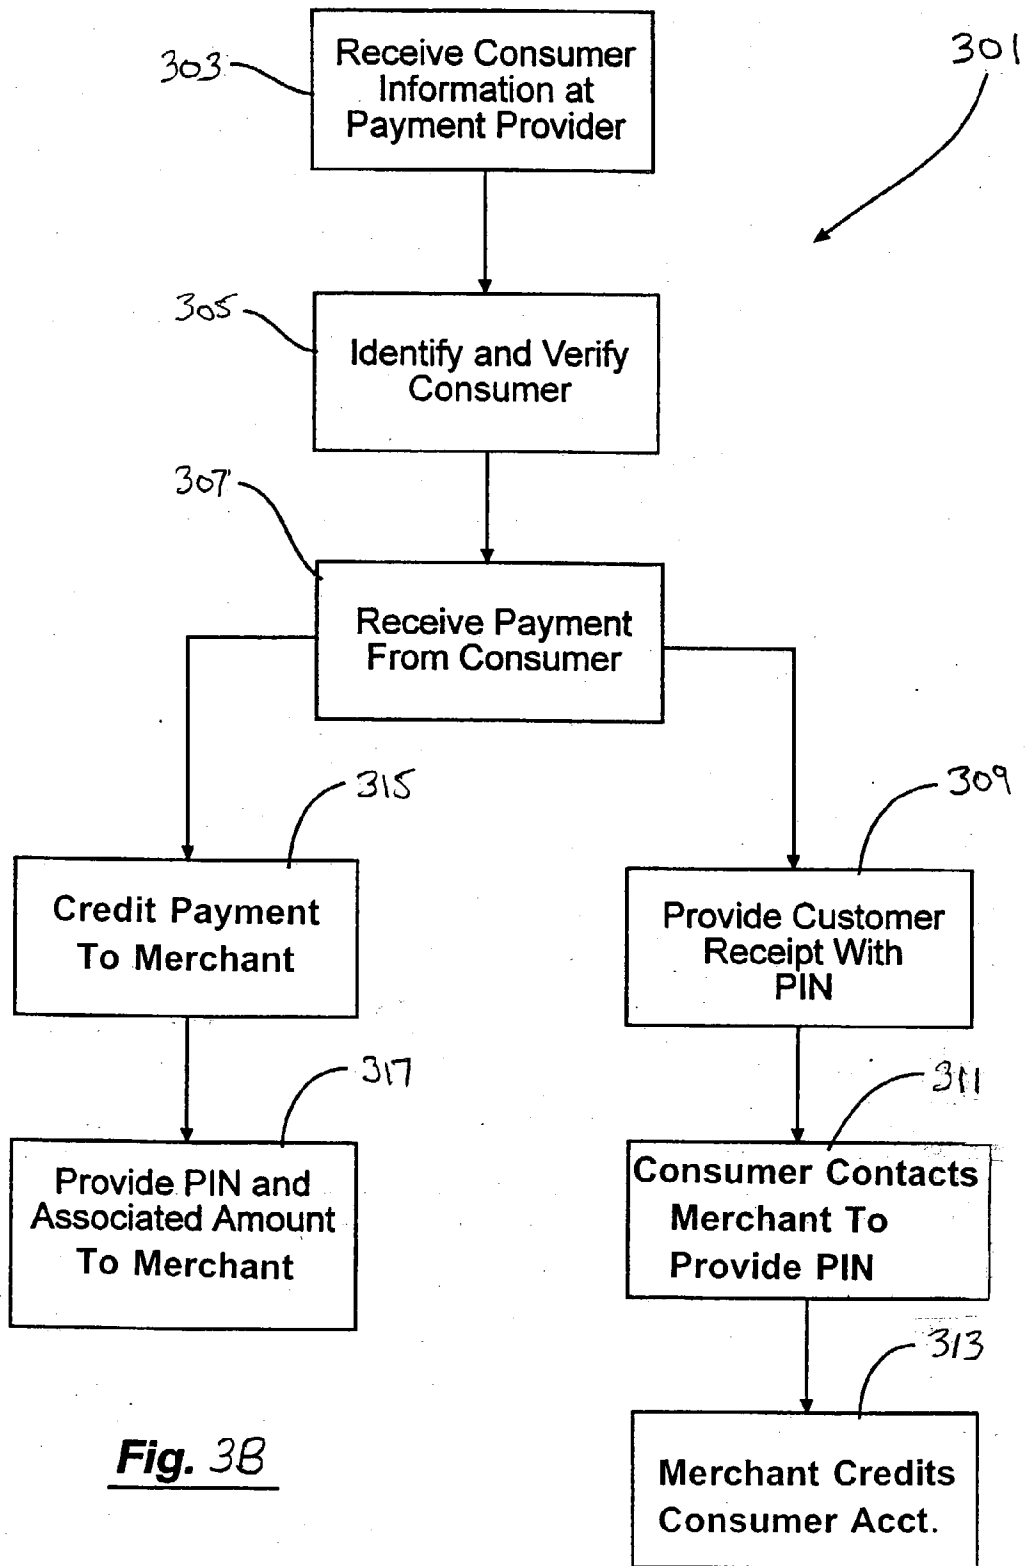 301
303
Receive Consumer
Information at
Payment Provider
305
Identify and Verify
Consumer
307
Receive Payment
From Consumer
315
Credit Payment
To Merchant
309
Provide Customer
Receipt With
PIN
317
Provide PIN and
Associated Amount
To Merchant
311
Consumer Contacts
Merchant To
Provide PIN
313
Merchant Credits
Consumer Acct.
Fig. 3B